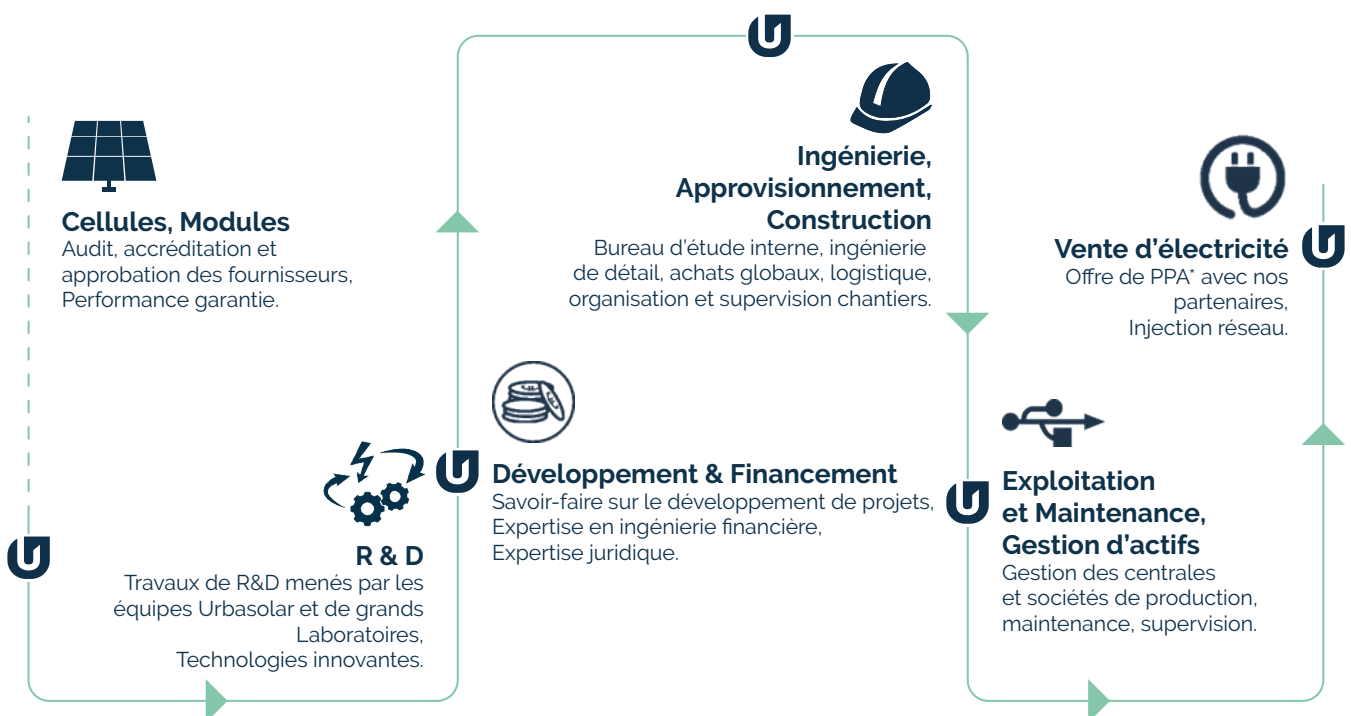 Cellules, Modules
Audit, accréditation et
approbation des fournisseurs,
Performance garantie.
R & D
Travaux de R&D menés par les
équipes Urbasolar et de grands
Laboratoires,
Technologies innovantes.
Développement & Financement
Savoir-faire sur le développement de projets,
Expertise en ingénierie financière,
Expertise juridique.
Ingénierie,
Approvisionnement,
Construction
Bureau d'étude interne, ingénierie
de détail, achats globaux, logistique,
organisation et supervision chantiers.
Exploitation
et Maintenance,
Gestion d'actifs
Gestion des centrales
et sociétés de production,
maintenance, supervision.
Vente d'électricité
Offre de PPA* avec nos
partenaires,
Injection réseau.